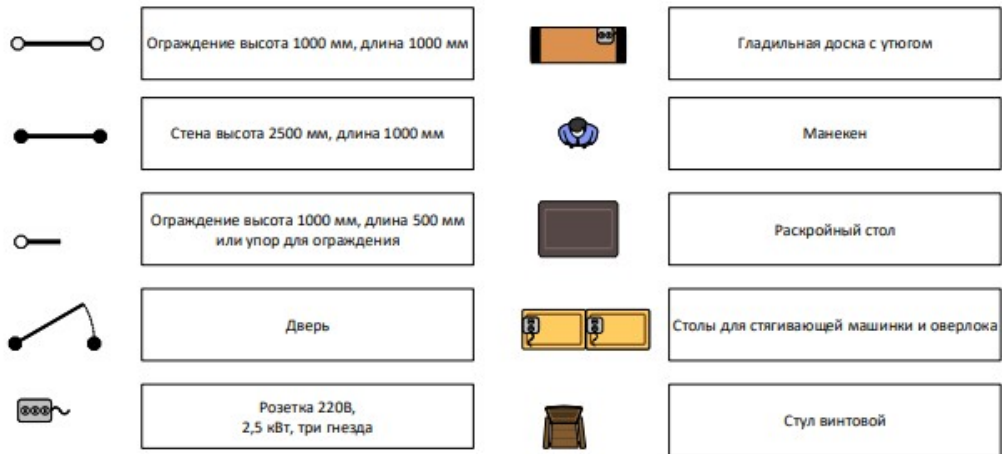 Ограждение высота 1000 мм, длина 1000 мм
Гладильная доска с утюгом
Стена высота 2500 мм, длина 1000 мм
Манекен
Ограждение высота 1000 мм, длина 500 мм
или упор для ограждения
Раскройный стол
Дверь
Столы для стягивающей машинки и оверлока
Розетка 220В,
2,5 кВт, три гнезда
Стул винтовой